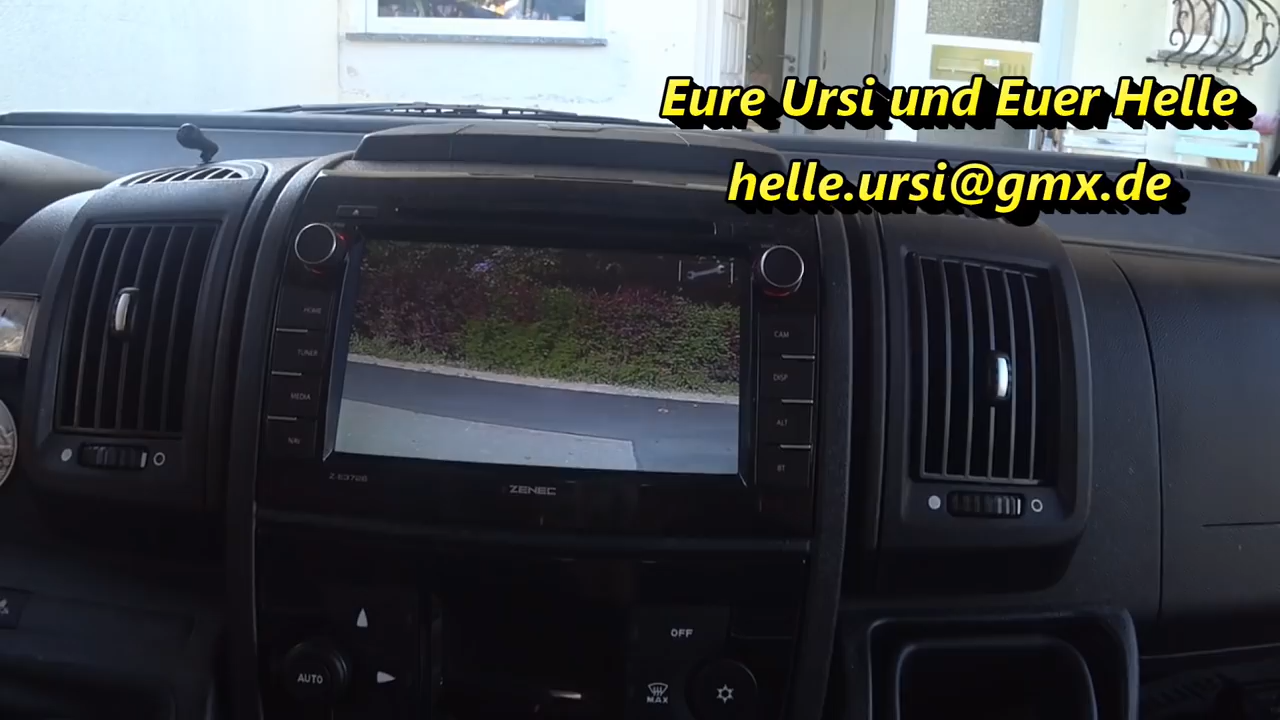 Eure Ursi und Euer Helle
helle.ursi@gmx.de
HOME
TUNER
MEDIA
NAV
CAM
DISP
ALT
BT
ZENEC
OFF
AUTO
MAX